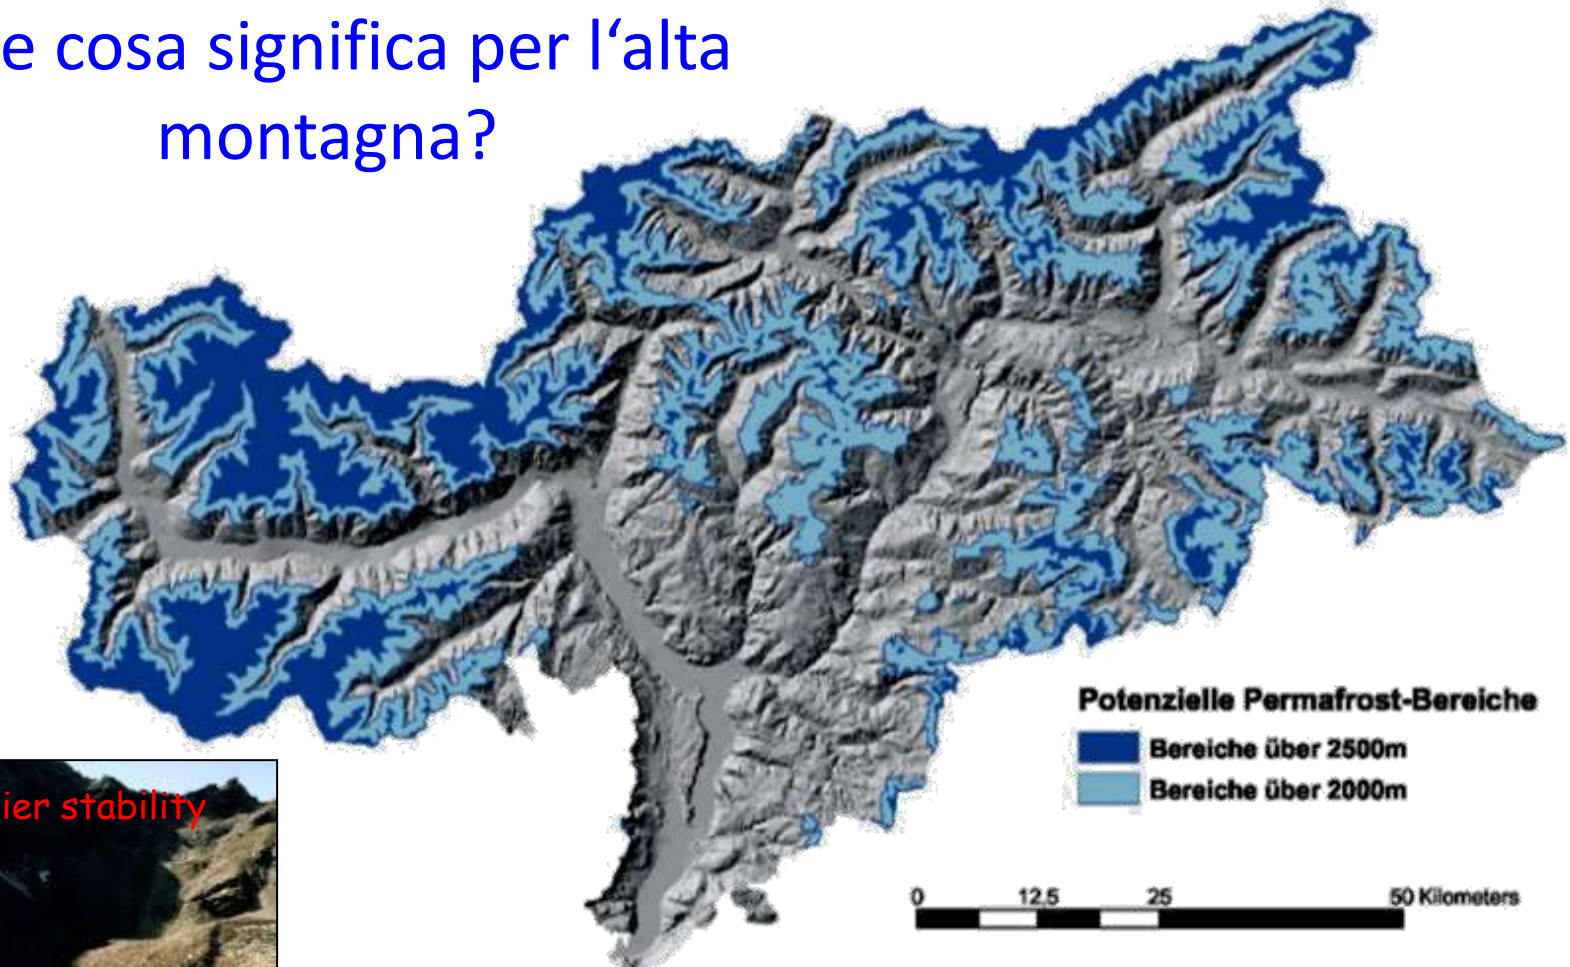 e cosa significa per l‘alta
montagna?
Potenzielle Permafrost-Bereiche
Bereiche über 2500m
Bereiche über 2000m
ier stability
0 12,5 25 50 Kilometers